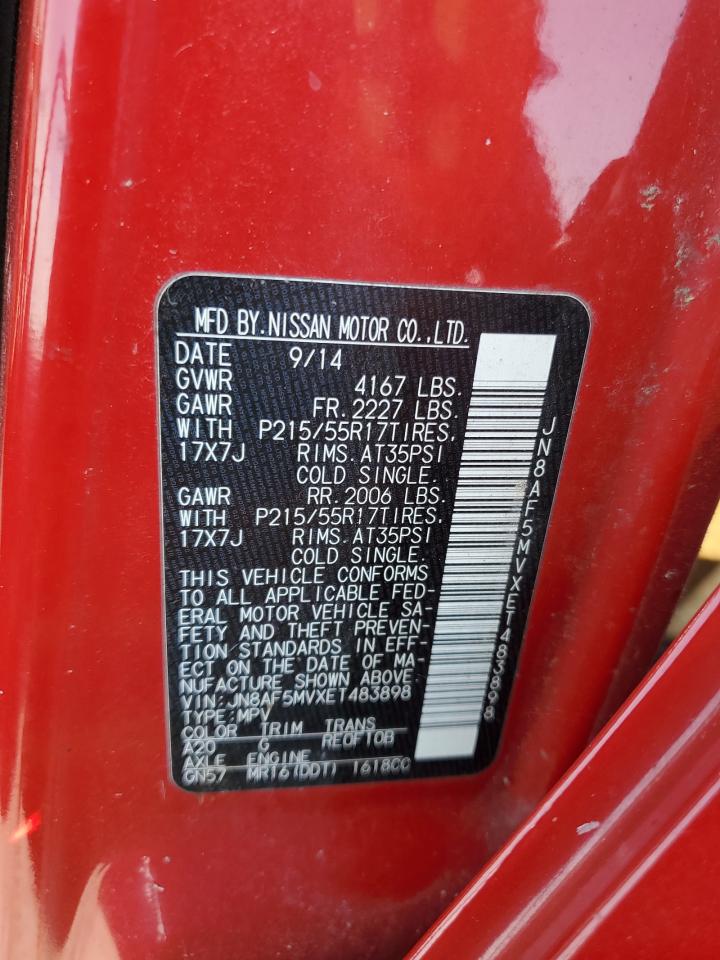 MFD BY.NISSAN MOTOR CO.,LTD.
DATE 9/14
GVWR 4167 LBS.
GAWR FR.2227 LBS.
WITH P215/55R17TIRES,
17X7J RIMS.AT35PSI
COLD SINGLE.
GAWR RR.2006 LBS.
WITH P215/55R17TIRES.
17X7J RIMS.AT35PSI
COLD SINGLE.
THIS VEHICLE CONFORMS
TO ALL APPLICABLE FED-
ERAL MOTOR VEHICLE SA-
FETY AND THEFT PREVEN-
TION STANDARDS IN EFF-
ECT ON THE DATE OF MA-
NUFACTURE SHOWN ABOVE.
VIN:JN8AF5MVXET483898
TYPE:MPV
COLOR TRIM TRANS
A20 G RE0F10B
AXLE ENGINE
GN57 MR16(DDT) 1618CC
JN8AF5MVXET483898